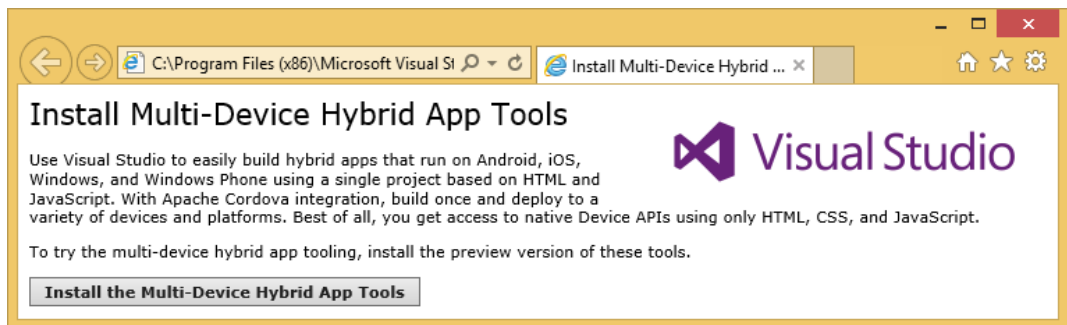 C:\Program Files (x86)\Microsoft Visual St
Install Multi-Device Hybrid ...
Install Multi-Device Hybrid App Tools
Visual Studio
Use Visual Studio to easily build hybrid apps that run on Android, iOS,
Windows, and Windows Phone using a single project based on HTML and
JavaScript. With Apache Cordova integration, build once and deploy to a
variety of devices and platforms. Best of all, you get access to native Device APIs using only HTML, CSS, and JavaScript.
To try the multi-device hybrid app tooling, install the preview version of these tools.
Install the Multi-Device Hybrid App Tools